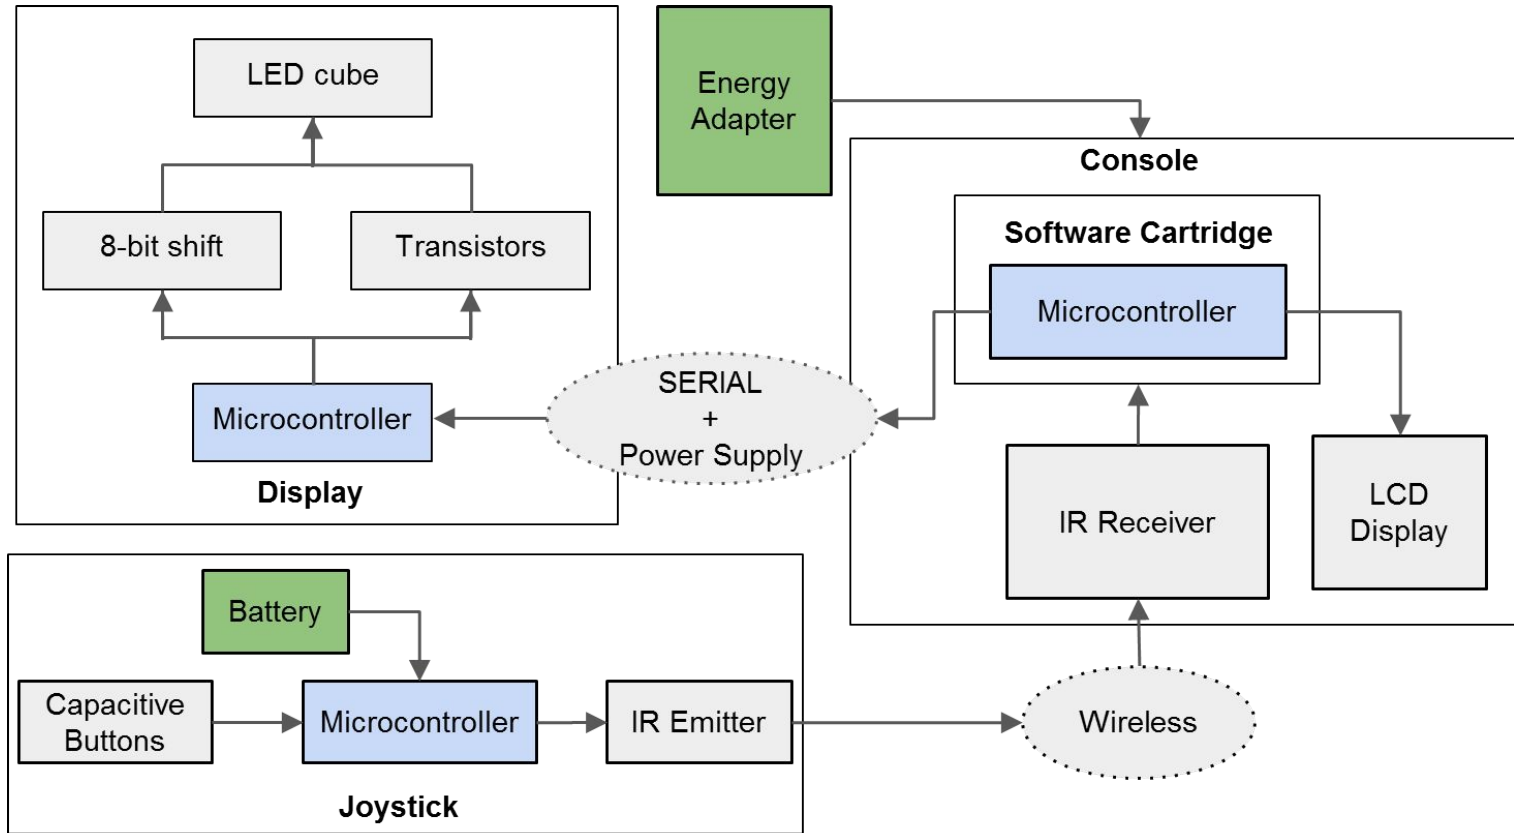 LED cube
8-bit shift
Transistors
Microcontroller
Display
Energy
Adapter
Console
Software Cartridge
Microcontroller
SERIAL
+
Power Supply
IR Receiver
LCD
Display
Battery
Capacitive
Buttons
Microcontroller
IR Emitter
Joystick
Wireless